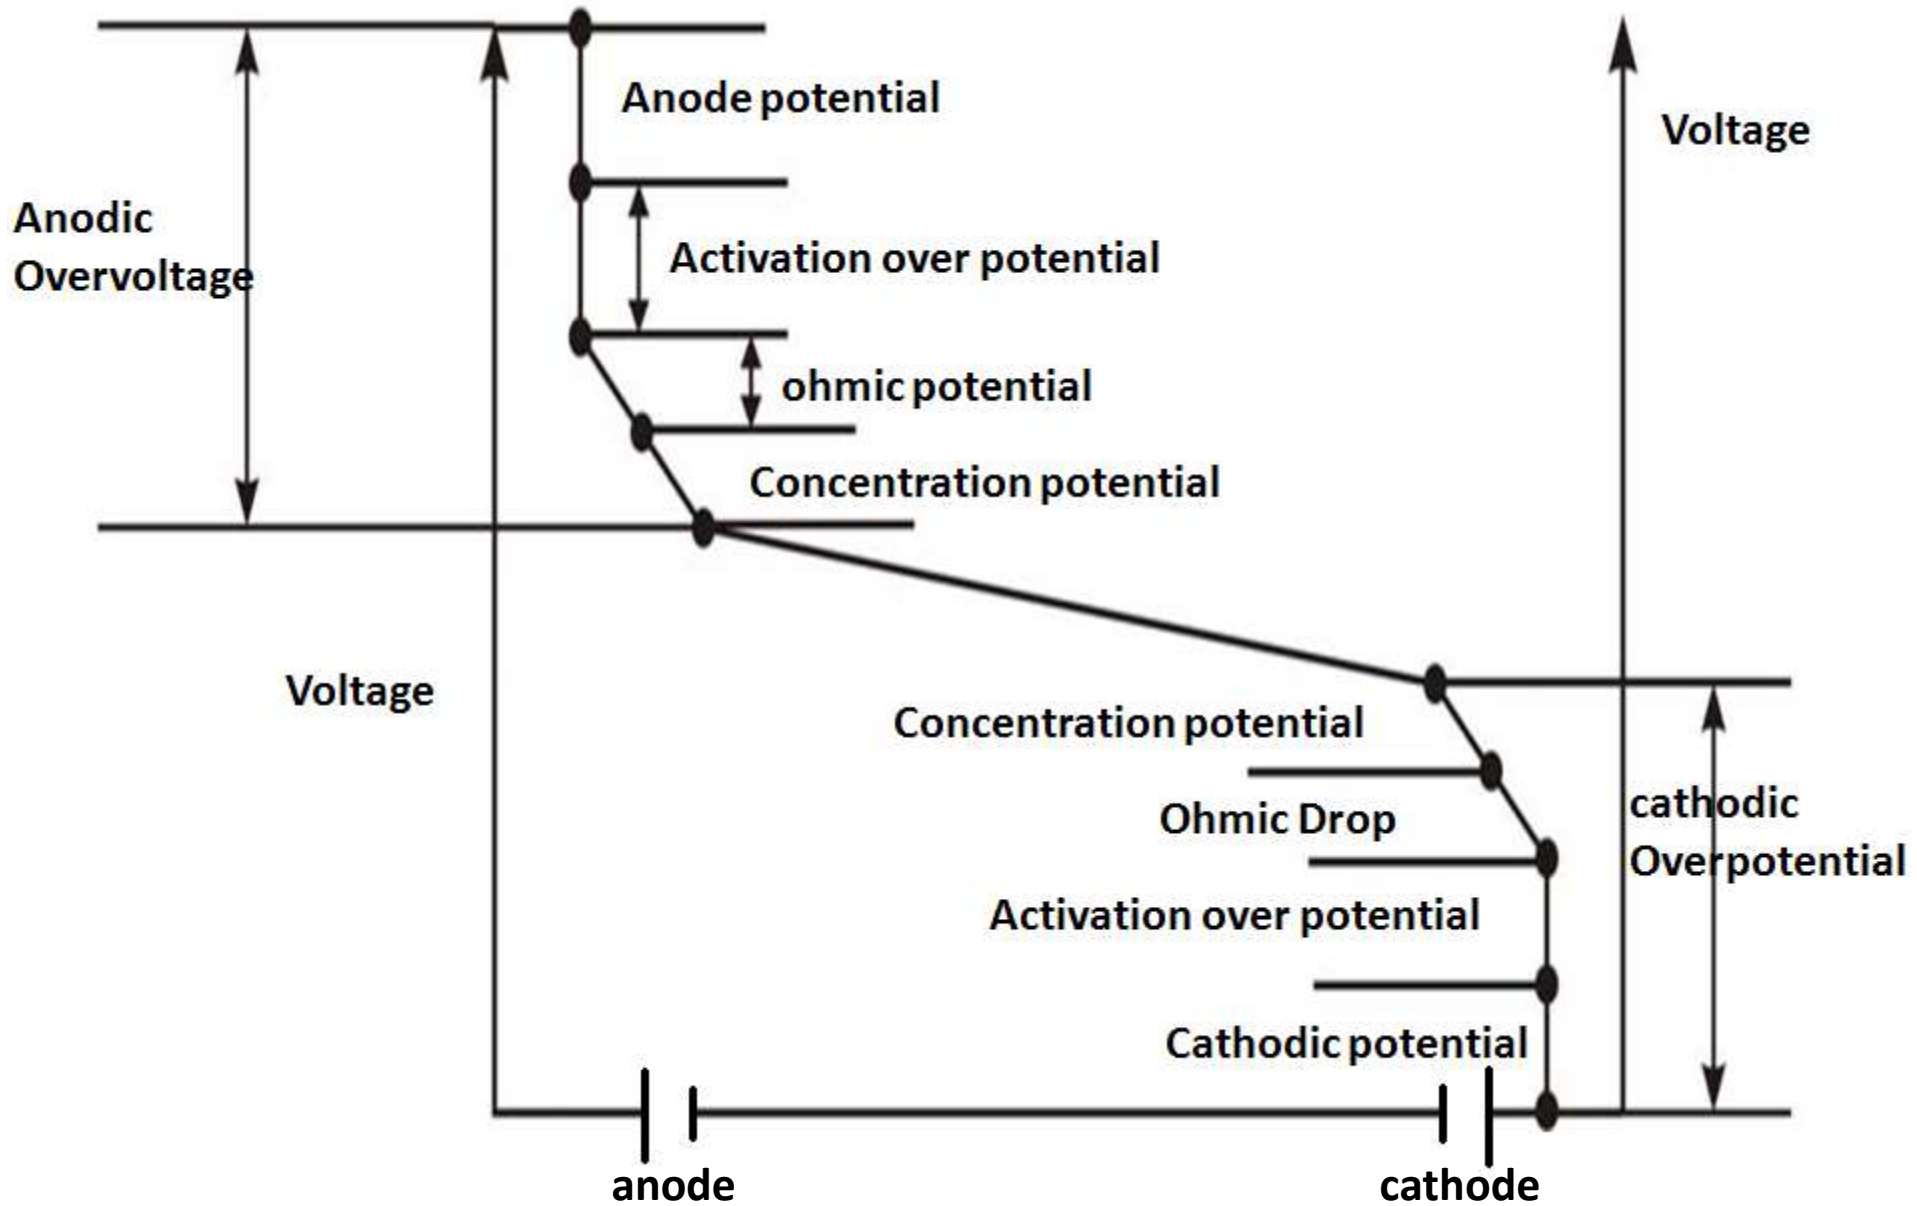 Anode potential
Voltage
Anodic
Overvoltage
Activation over potential
ohmic potential
Concentration potential
Voltage
Concentration potential
cathodic
Overpotential
Ohmic Drop
Activation over potential
Cathodic potential
anode
cathode